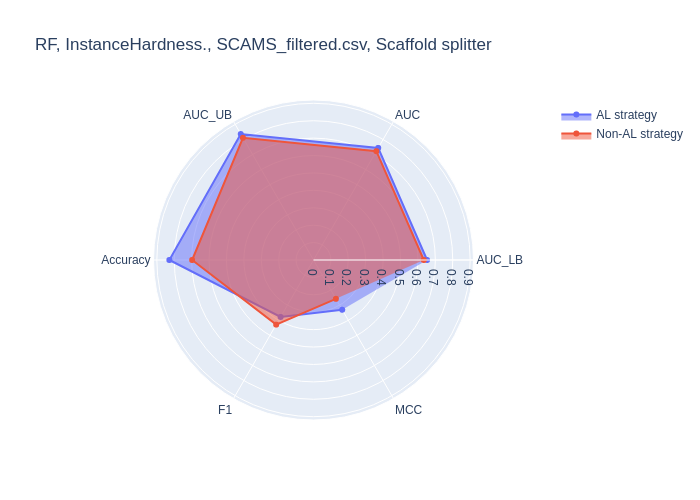 RF, InstanceHardness., SCAMS_filtered.csv, Scaffold splitter
AUC_UB
AUC
AL strategy
Non-AL strategy
Accuracy
AUC_LB
0
0.1
0.2
0.3
0.4
0.5
0.6
0.7
0.8
0.9
F1
MCC